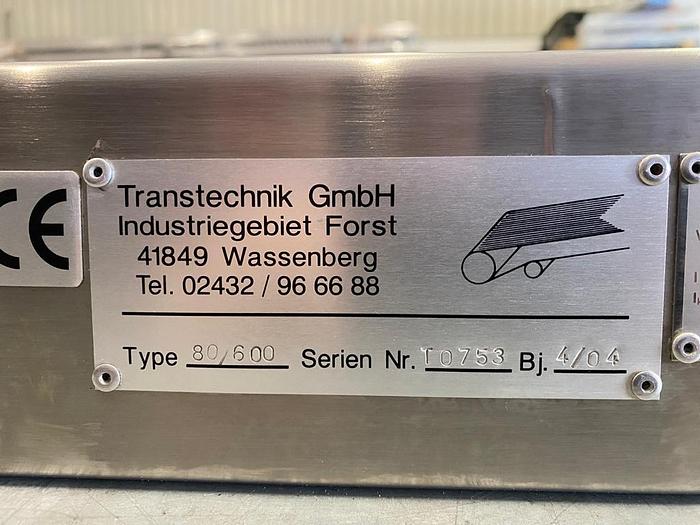 CE
Transtechnik GmbH
Industriegebiet Forst
41849 Wassenberg
Tel. 02432 / 96 66 88
Type 80/600 Serien Nr. T0753 Bj. 4/04